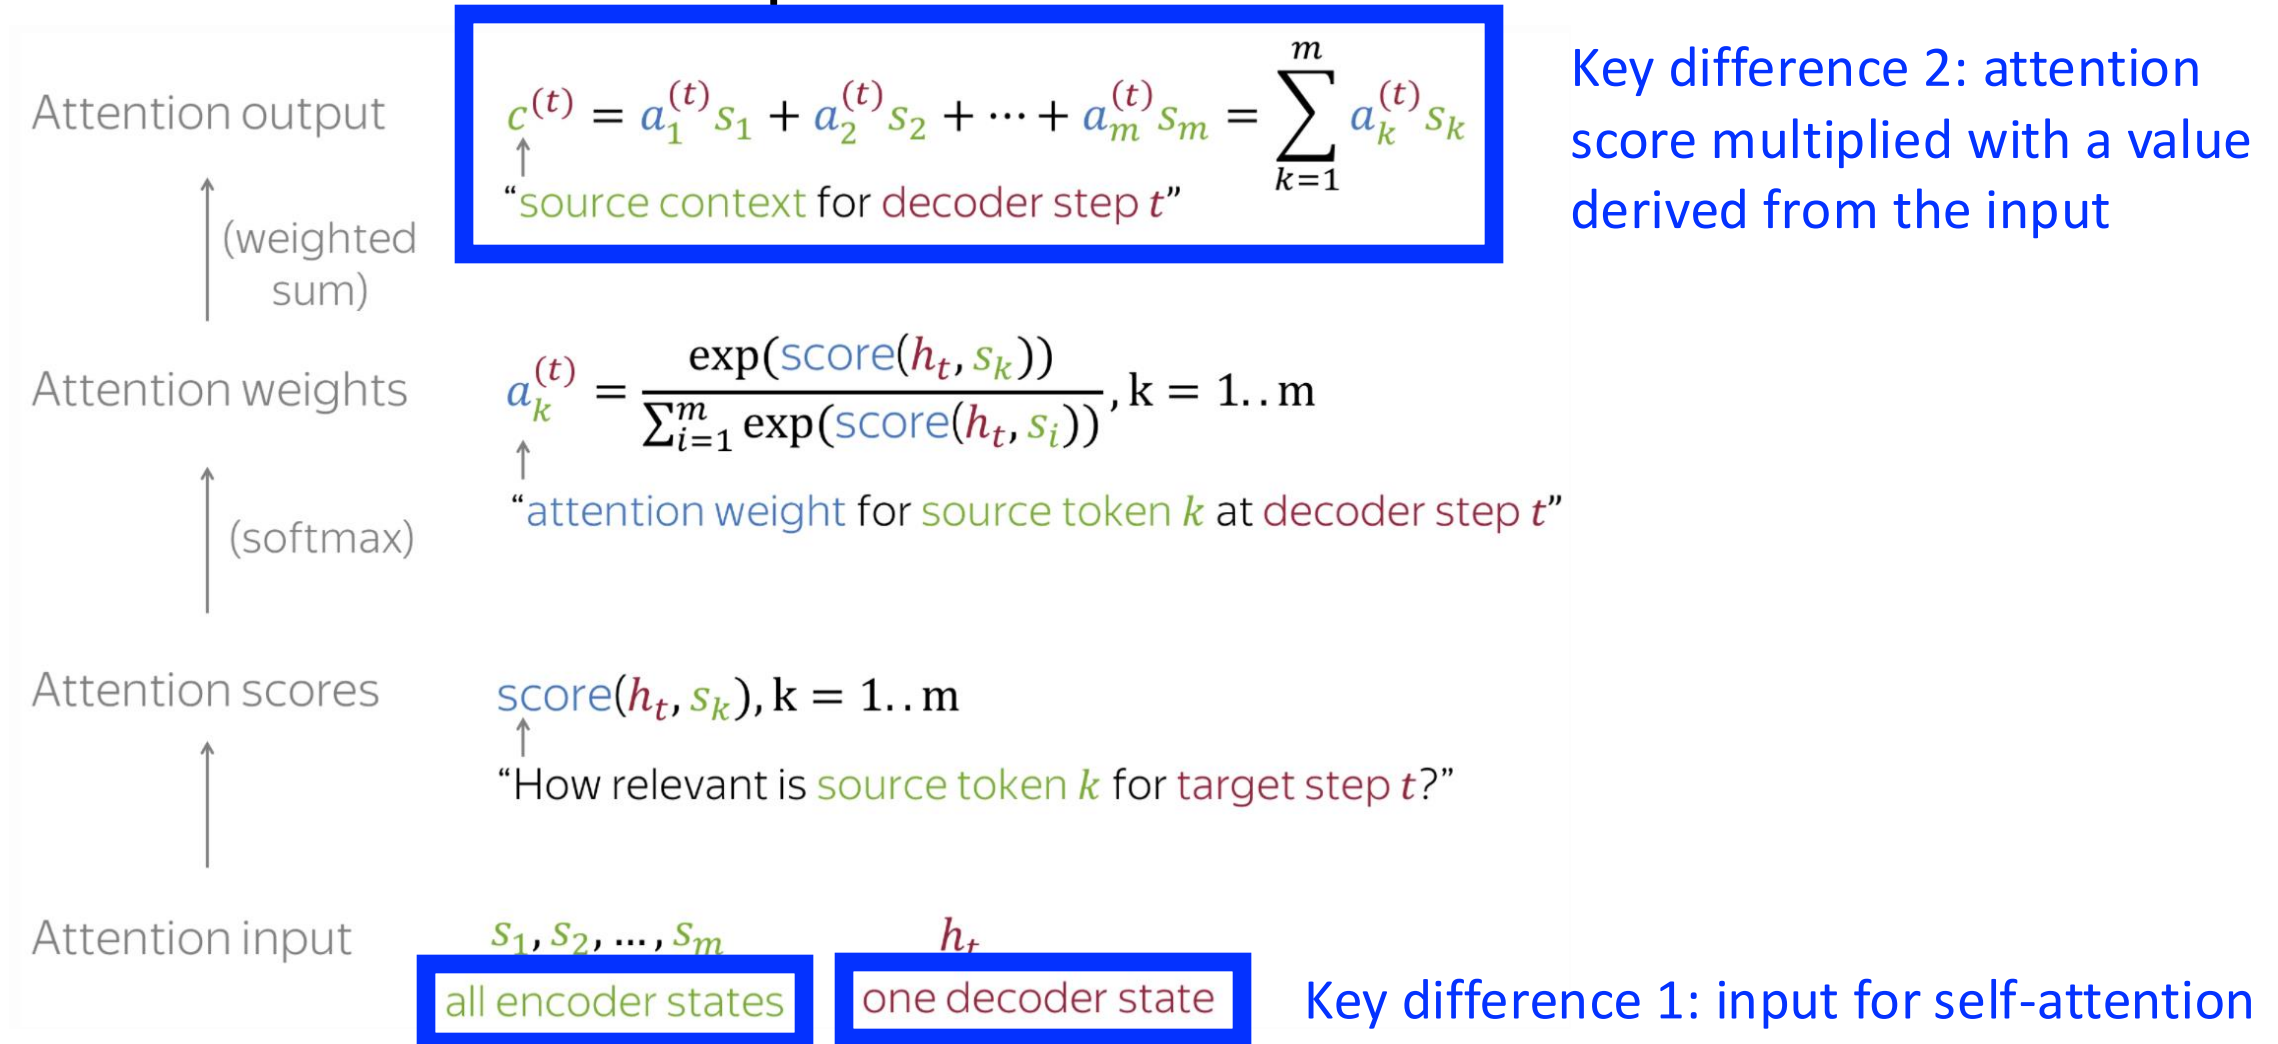 Attention output
c^{(t)} = a_1^{(t)} s_1 + a_2^{(t)} s_2 + ⋯ + a_m^{(t)} s_m = \sum_{k=1}^{m} a_k^{(t)} s_k
↑
“source context for decoder step t”
Key difference 2: attention
score multiplied with a value
derived from the input
(weighted
sum)
Attention weights
a_k^{(t)} = \frac{exp(score(h_t, s_k))}{\sum_{i=1}^{m} exp(score(h_t, s_i))}, k = 1..m
↑
“attention weight for source token k at decoder step t”
(softmax)
Attention scores
score(h_t, s_k), k = 1..m
↑
“How relevant is source token k for target step t?”
Attention input
s_1, s_2, …, s_m
h_t
all encoder states
one decoder state
Key difference 1: input for self-attention